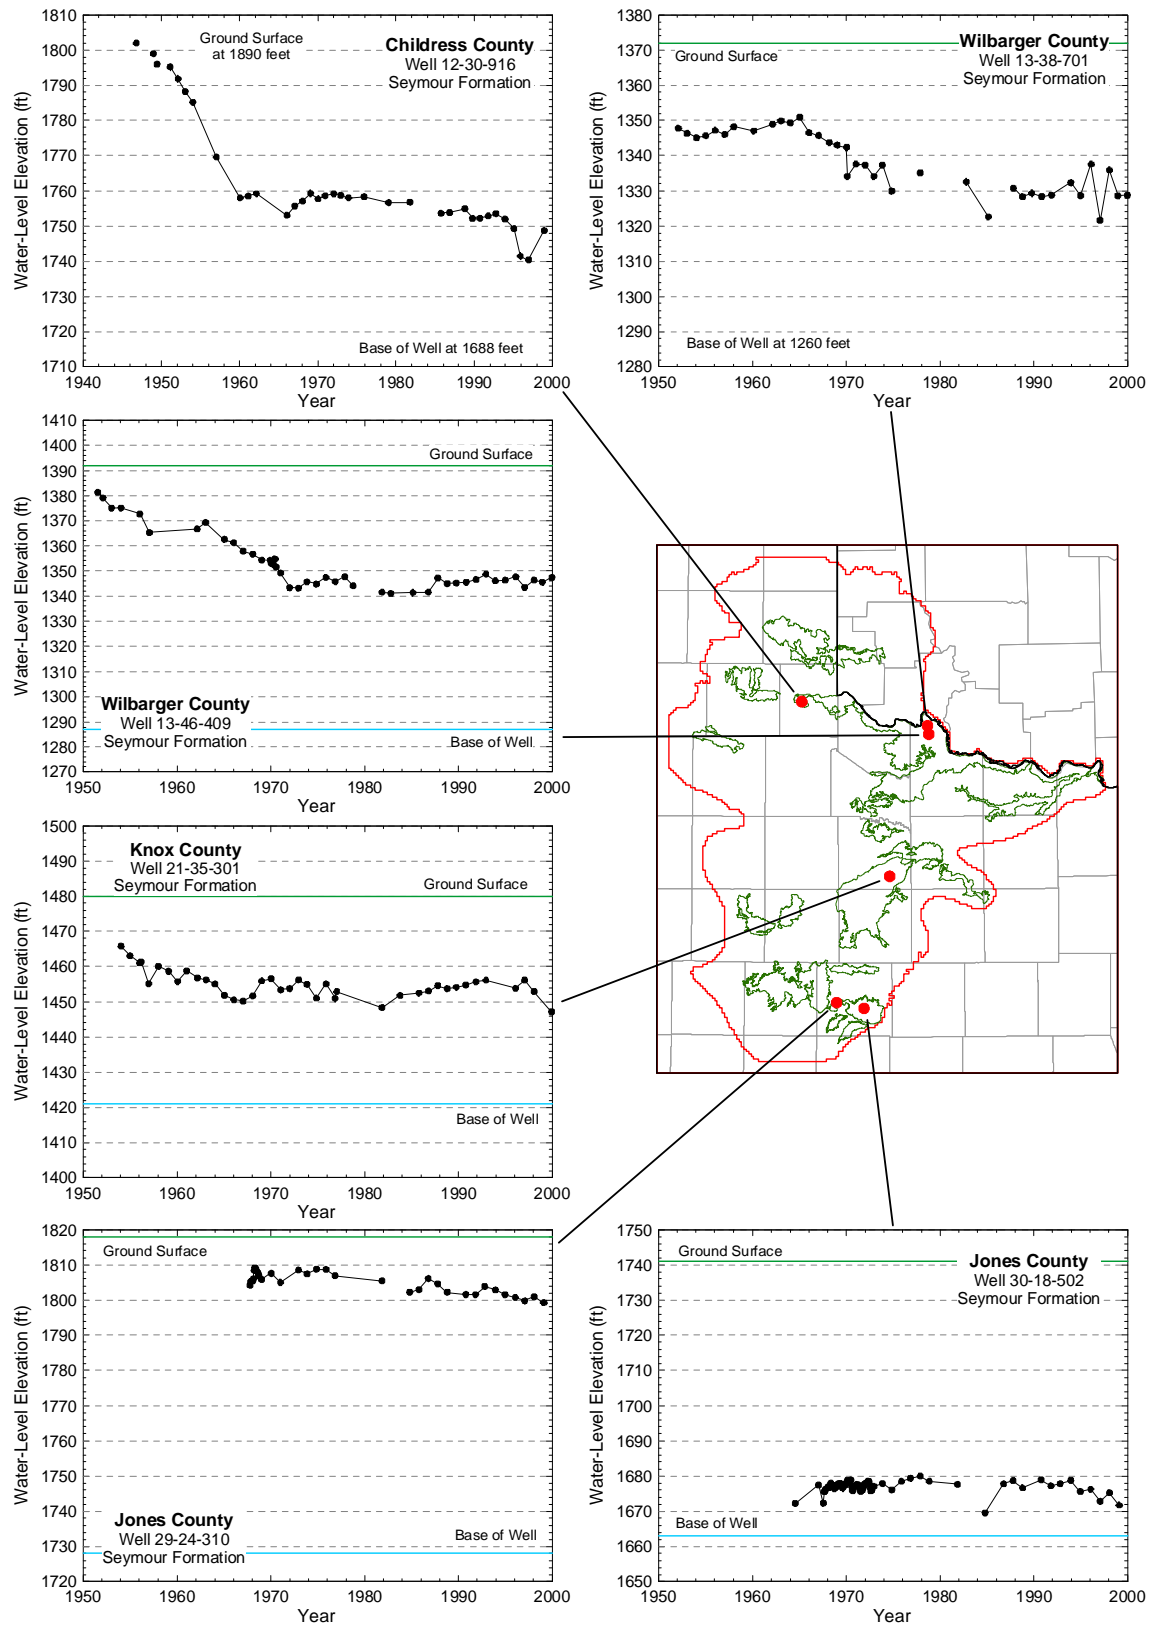 1810
1800
1790
1780
1770
1760
1750
1740
1730
1720
1710
1940
1950
1960
1970
1980
1990
2000
Water-Level Elevation (ft)
Year
Ground Surface
at 1890 feet
Childress County
Well 12-30-916
Seymour Formation
Base of Well at 1688 feet
1380
1370
1360
1350
1340
1330
1320
1310
1300
1290
1280
1950
1960
1970
1980
1990
2000
Water-Level Elevation (ft)
Year
Wilbarger County
Well 13-38-701
Seymour Formation
Ground Surface
Base of Well at 1260 feet
1410
1400
1390
1380
1370
1360
1350
1340
1330
1320
1310
1300
1290
1280
1270
1950
1960
1970
1980
1990
2000
Water-Level Elevation (ft)
Year
Ground Surface
Wilbarger County
Well 13-46-409
Seymour Formation
Base of Well
1500
1490
1480
1470
1460
1450
1440
1430
1420
1410
1400
1950
1960
1970
1980
1990
2000
Water-Level Elevation (ft)
Year
Knox County
Well 21-35-301
Seymour Formation
Ground Surface
Base of Well
1820
1810
1800
1790
1780
1770
1760
1750
1740
1730
1720
1950
1960
1970
1980
1990
2000
Water-Level Elevation (ft)
Year
Ground Surface
Jones County
Well 29-24-310
Seymour Formation
Base of Well
1750
1740
1730
1720
1710
1700
1690
1680
1670
1660
1650
1950
1960
1970
1980
1990
2000
Water-Level Elevation (ft)
Year
Ground Surface
Jones County
Well 30-18-502
Seymour Formation
Base of Well